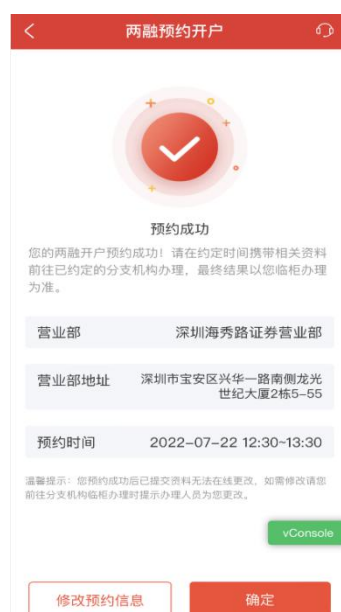 两融预约开户
预约成功
您的两融开户预约成功！请在约定时间携带相关资料
前往已约定的分支机构办理，最终结果以您临柜办理
为准。
营业部 深圳海秀路证券营业部
营业部地址 深圳市宝安区兴华一路南侧龙光
世纪大厦2栋5-55
预约时间 2022-07-22 12:30~13:30
温馨提示：您预约成功后已提交资料无法在线更改，如需修改请您
前往分支机构临柜办理时提示办理人员为您更改。
vConsole
修改预约信息 确定